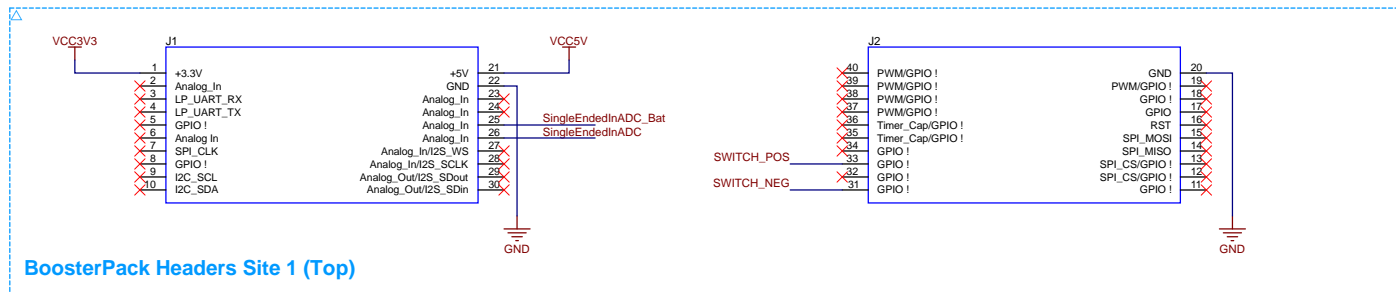 VCC3V3
J1
VCC5V
1 +3.3V +5V 21
2 Analog_In GND 22
3 LP_UART_RX Analog_In 23
4 LP_UART_TX Analog_In 24
5 GPIO ! Analog_In 25 SingleEndedInADC_Bat
6 Analog In Analog_In 26 SingleEndedInADC
7 SPI_CLK Analog_In/I2S_WS 27
8 GPIO ! Analog_In/I2S_SCLK 28
9 I2C_SCL Analog_Out/I2S_SDout 29
10 I2C_SDA Analog_Out/I2S_SDin 30
GND
J2
40 PWM/GPIO ! GND 20
39 PWM/GPIO ! PWM/GPIO ! 19
38 PWM/GPIO ! GPIO ! 18
37 PWM/GPIO ! GPIO 17
36 Timer_Cap/GPIO ! RST 16
35 Timer_Cap/GPIO ! SPI_MOSI 15
34 GPIO ! SPI_MISO 14
SWITCH_POS 33 GPIO ! SPI_CS/GPIO ! 13
32 GPIO ! SPI_CS/GPIO ! 12
SWITCH_NEG 31 GPIO ! GPIO ! 11
GND
BoosterPack Headers Site 1 (Top)